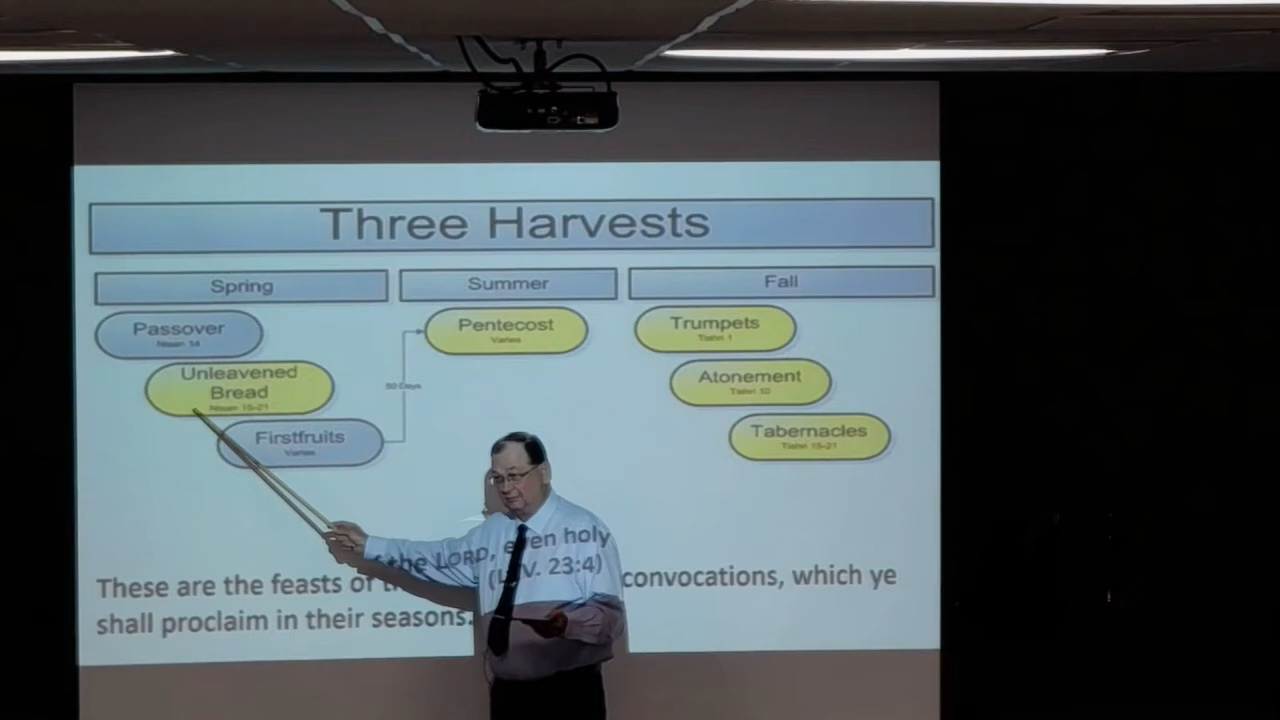 Three Harvests
Spring
Summer
Fall
Passover
Nisan 14
Unleavened
Bread
Nisan 15-21
Firstfruits
Varies
50 Days
Pentecost
Varies
Trumpets
Tishri 1
Atonement
Tishri 10
Tabernacles
Tishri 15-21
These are the feasts of the LORD, even holy convocations, which ye
shall proclaim in their seasons. (LEV. 23:4)